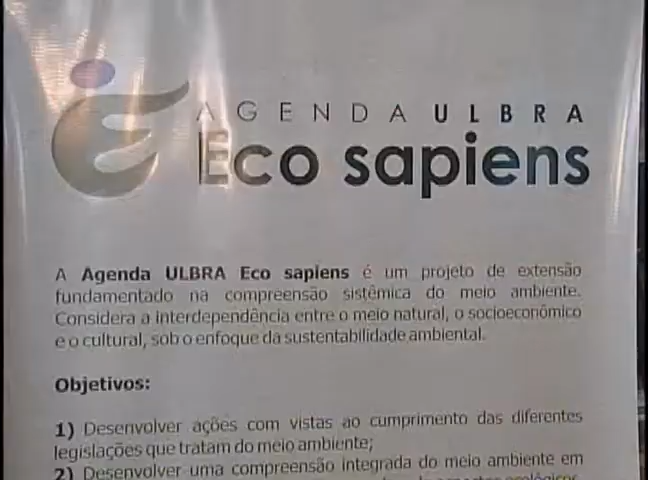 AGENDA ULBRA
Eco sapiens
A Agenda ULBRA Eco sapiens é um projeto de extensão
fundamentado na compreensão sistêmica do meio ambiente.
Considera a interdependência entre o meio natural, o socioeconômico
e o cultural, sob o enfoque da sustentabilidade ambiental.
Objetivos:
1) Desenvolver ações com vistas ao cumprimento das diferentes
legislações que tratam do meio ambiente;
2) Desenvolver uma compreensão integrada do meio ambiente em